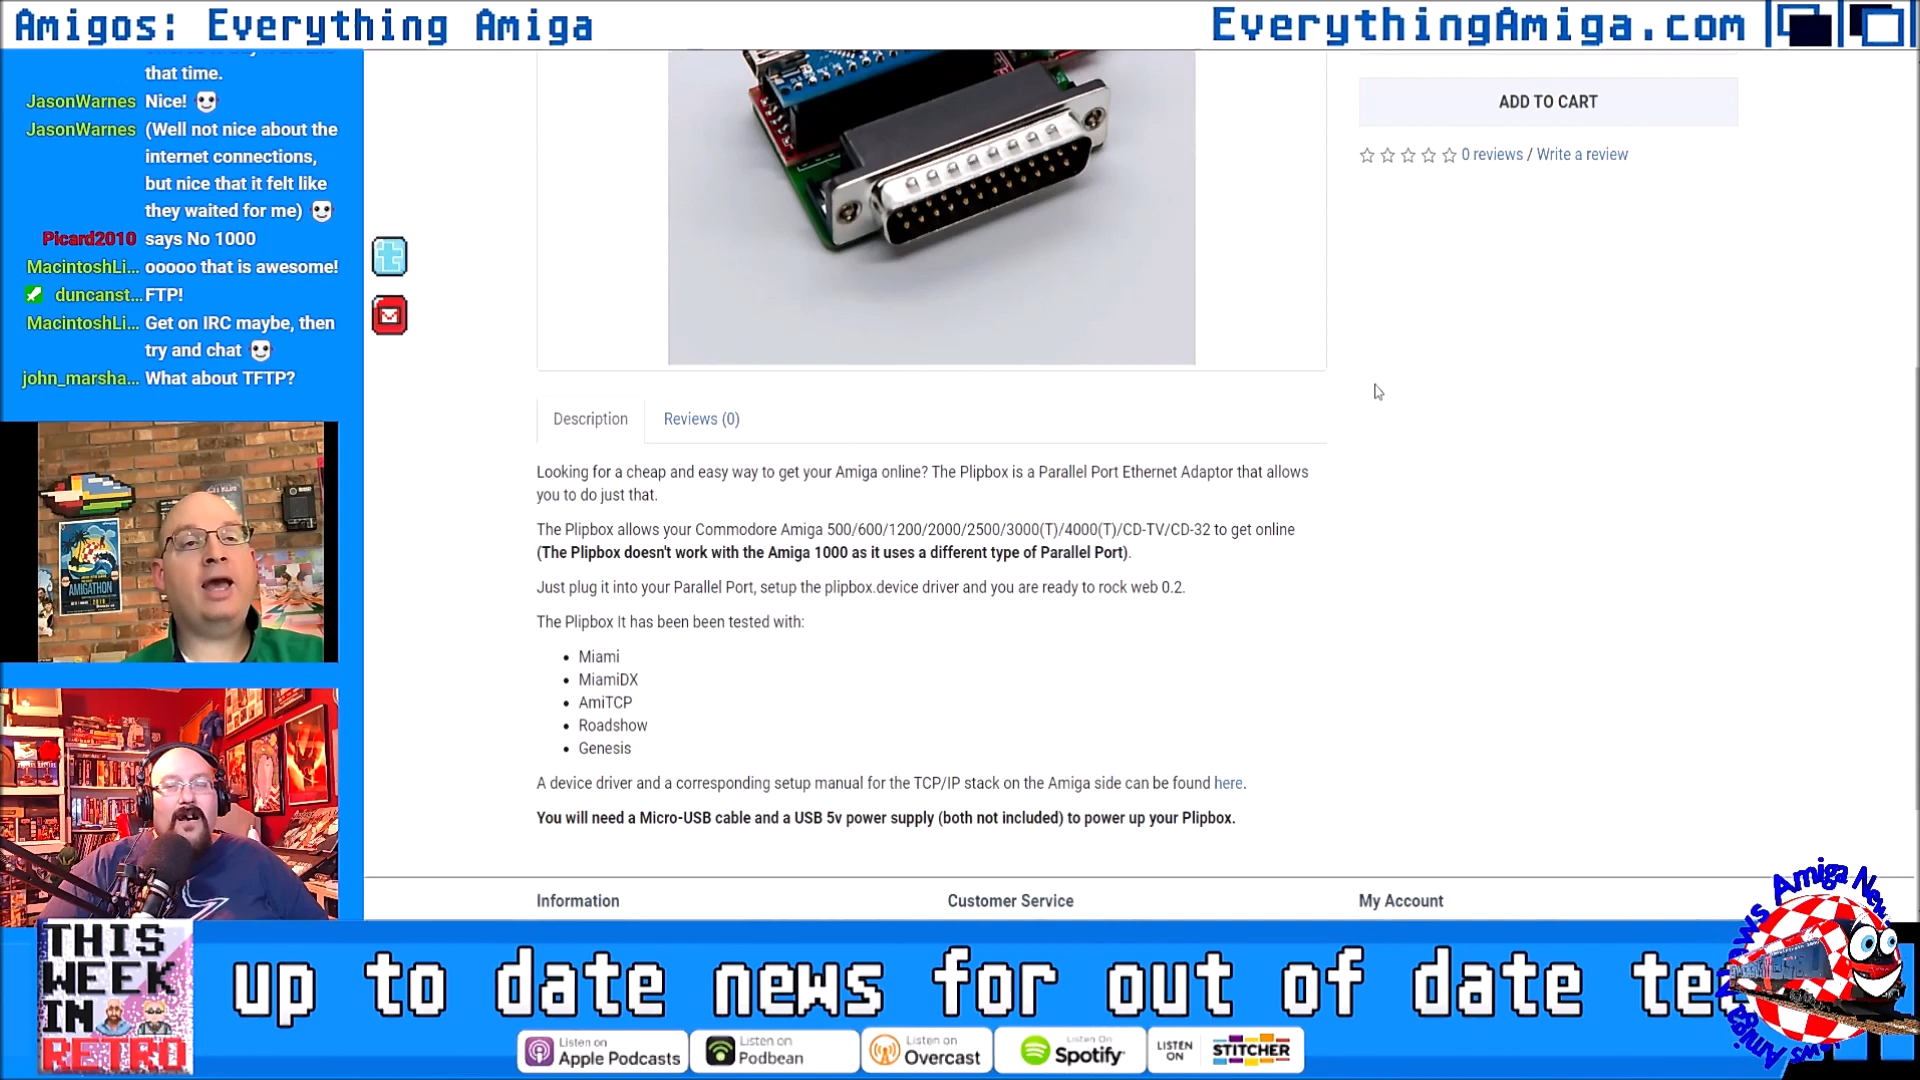 Amigos: Everything Amiga
EverythingAmiga.com
that time.
JasonWarnes Nice!
JasonWarnes (Well not nice about the
internet connections,
but nice that it felt like
they waited for me)
Picard2010 says No 1000
MacintoshLi... ooooo that is awesome!
duncanst... FTP!
MacintoshLi... Get on IRC maybe, then
try and chat
john_marsha... What about TFTP?
ADD TO CART
0 reviews / Write a review
Description Reviews (0)
Looking for a cheap and easy way to get your Amiga online? The Plipbox is a Parallel Port Ethernet Adaptor that allows
you to do just that.
The Plipbox allows your Commodore Amiga 500/600/1200/2000/2500/3000(T)/4000(T)/CD-TV/CD-32 to get online
(The Plipbox doesn't work with the Amiga 1000 as it uses a different type of Parallel Port).
Just plug it into your Parallel Port, setup the plipbox.device driver and you are ready to rock web 0.2.
The Plipbox It has been been tested with:
• Miami
• MiamiDX
• AmiTCP
• Roadshow
• Genesis
A device driver and a corresponding setup manual for the TCP/IP stack on the Amiga side can be found here.
You will need a Micro-USB cable and a USB 5v power supply (both not included) to power up your Plipbox.
Information Customer Service My Account
AMIGATHON
THIS
WEEK
IN
RETRO
up to date news for out of date te
Listen on
Apple Podcasts
Listen on
Podbean
Listen on
Overcast
Listen On
Spotify
LISTEN
ON
STITCHER
Amiga New